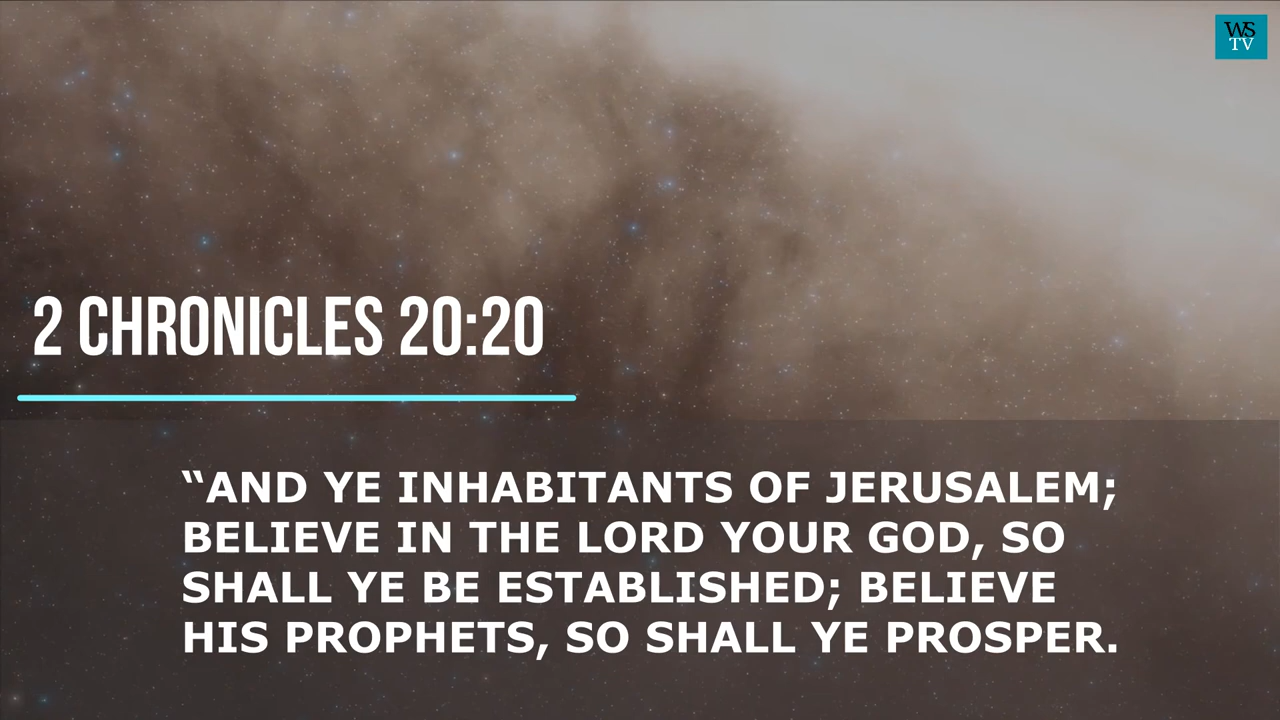 WS
TV
2 CHRONICLES 20:20
“AND YE INHABITANTS OF JERUSALEM;
BELIEVE IN THE LORD YOUR GOD, SO
SHALL YE BE ESTABLISHED; BELIEVE
HIS PROPHETS, SO SHALL YE PROSPER.